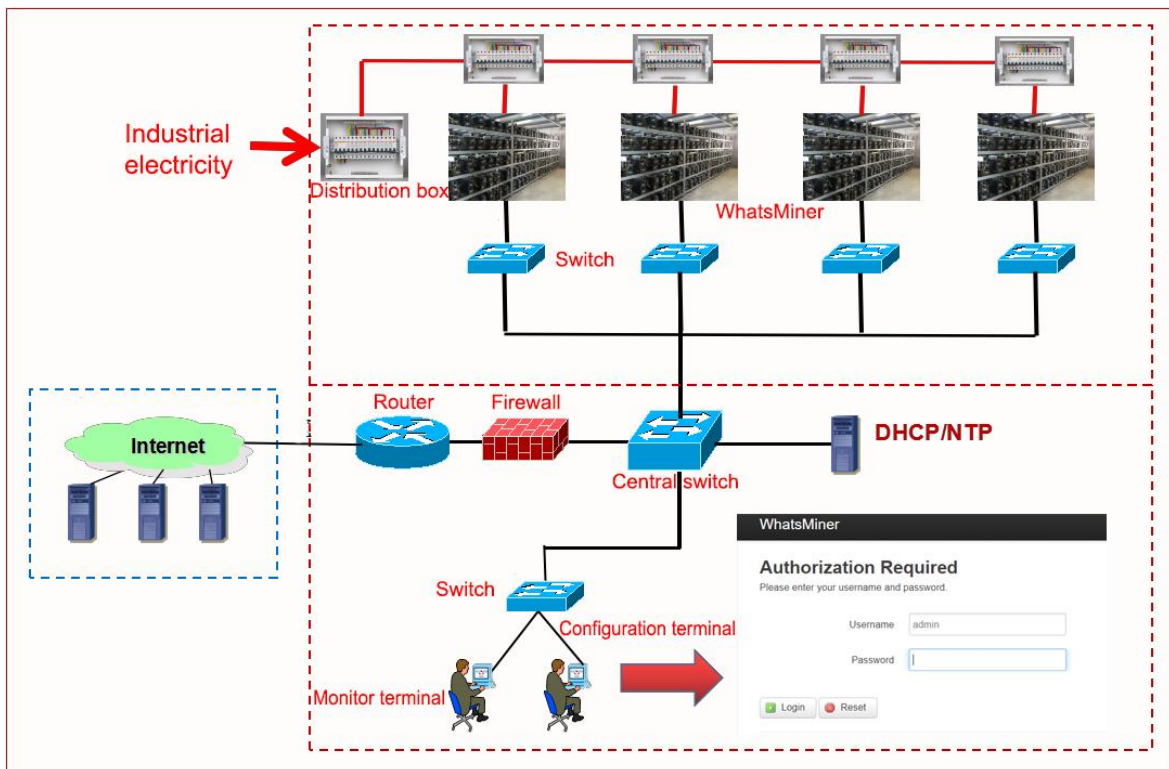 Industrial
electricity
Distribution box
WhatsMiner
Switch
Router
Firewall
Internet
DHCP/NTP
Central switch
Switch
Configuration terminal
Monitor terminal
WhatsMiner
Authorization Required
Please enter your username and password.
Username admin
Password
Login Reset